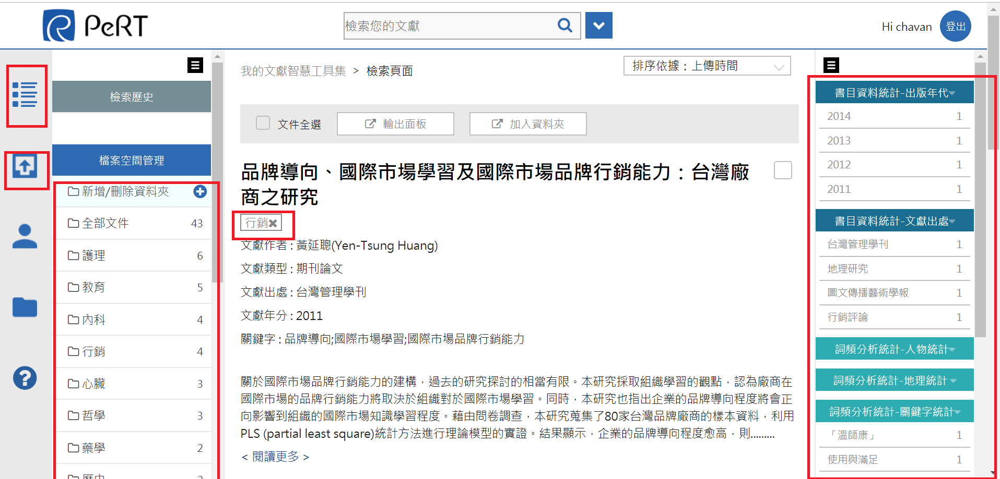 PeRT
檢索您的文獻
Hi chavan
登出
檢索歷史
檔案空間管理
新增/刪除資料夾
全部文件 43
護理 6
教育 5
內科 4
行銷 4
心臟 3
哲學 3
藥學 2
我的文獻智慧工具集 > 檢索頁面
排序依據：上傳時間
文件全選
輸出面板
加入資料夾
品牌導向、國際市場學習及國際市場品牌行銷能力：台灣廠
商之研究
行銷
文獻作者 : 黃延聰(Yen-Tsung Huang)
文獻類型 : 期刊論文
文獻出處 : 台灣管理學刊
文獻年分 : 2011
關鍵字 : 品牌導向;國際市場學習;國際市場品牌行銷能力
關於國際市場品牌行銷能力的建構，過去的研究探討的相當有限。本研究採取組織學習的觀點，認為廠商在
國際市場的品牌行銷能力將取決於組織對於國際市場學習。同時，本研究也指出企業的品牌導向程度將會正
向影響到組織的國際市場知識學習程度。藉由問卷調查，本研究蒐集了80家台灣品牌廠商的樣本資料，利用
PLS (partial least square)統計方法進行理論模型的實證。結果顯示，企業的品牌導向程度愈高，則.........
< 閱讀更多 >
書目資料統計-出版年代
2014 1
2013 1
2012 1
2011 1
書目資料統計-文獻出處
台灣管理學刊 1
地理研究 1
圖文傳播藝術學報 1
行銷評論 1
詞頻分析統計-人物統計
詞頻分析統計-地理統計
詞頻分析統計-關鍵字統計
「溫師康」 1
使用與滿足 1